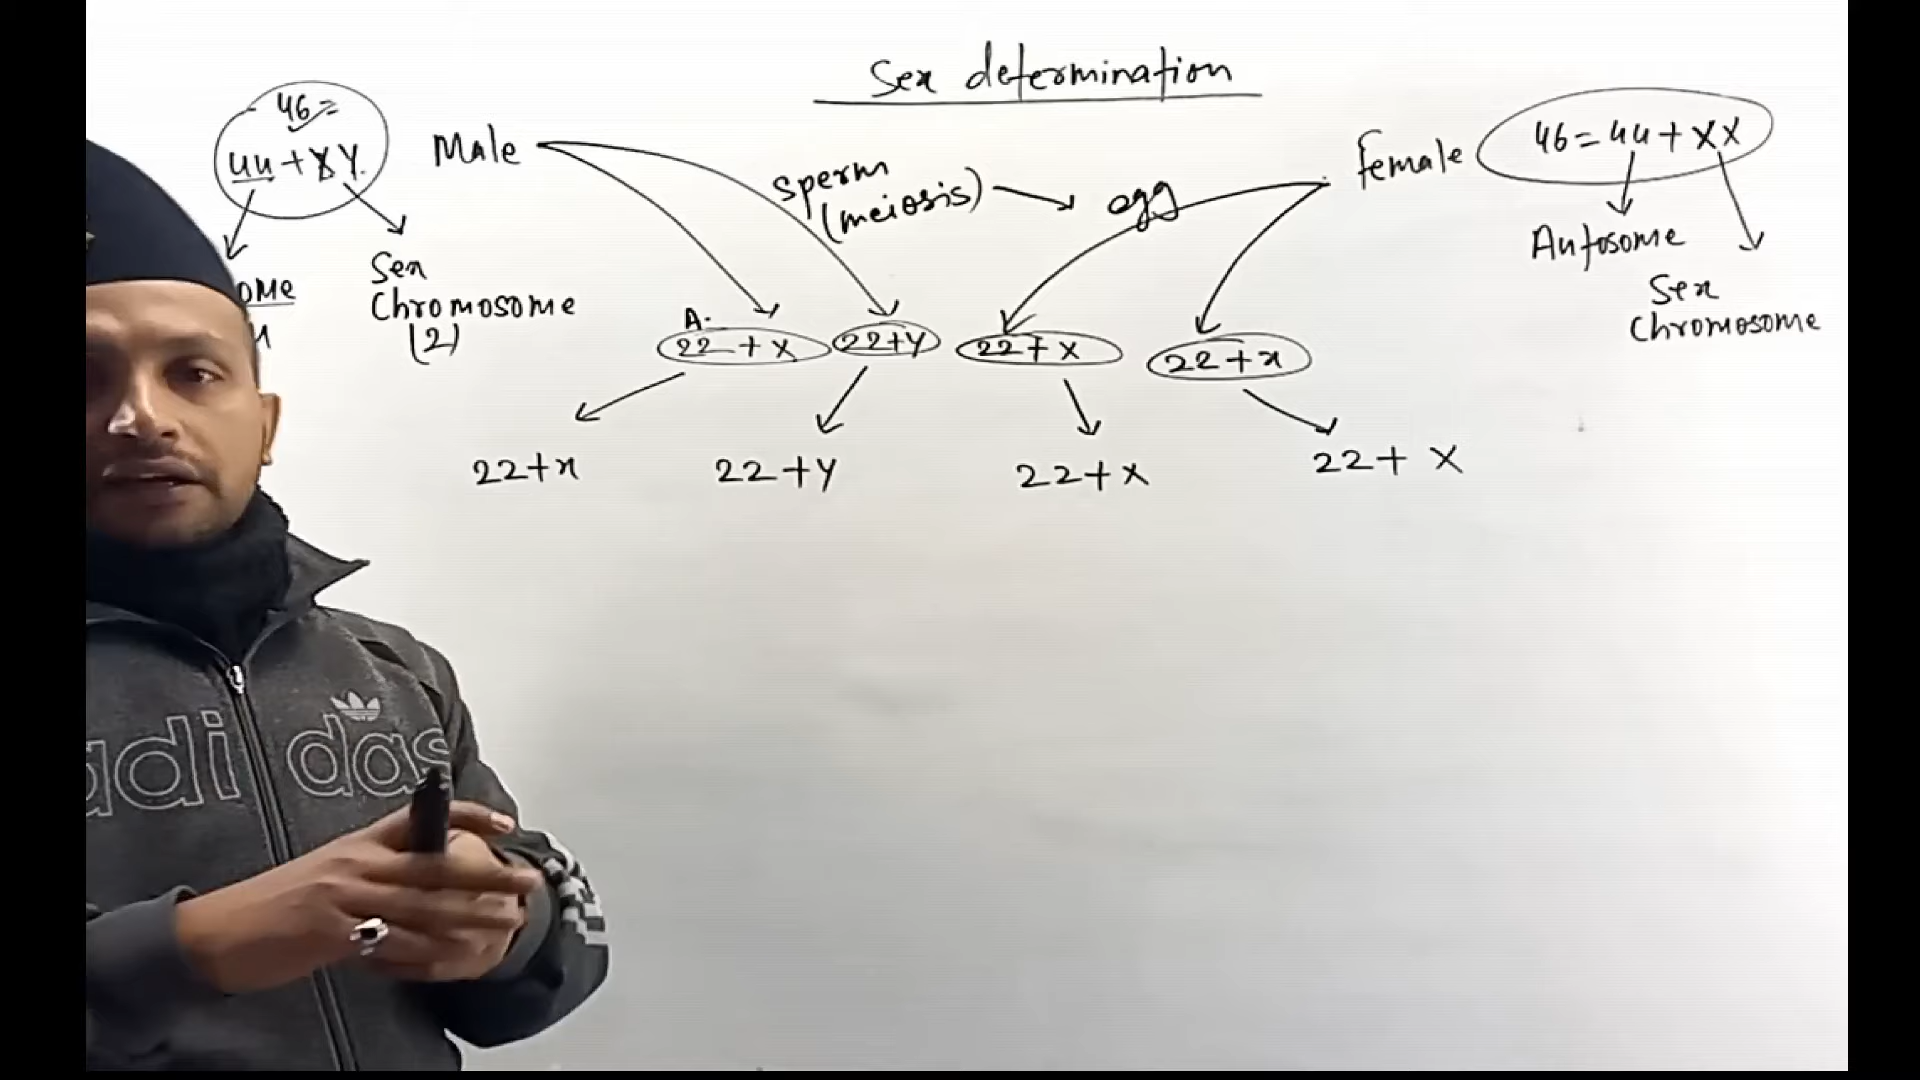 Sex determination
46=
44+XY.
Male
sperm
(meiosis)
egg
Female
46=44+XX
Autosome
Sex
Chromosome
Sex
Chromosome
(2)
A.
22+X
22+Y
22+X
22+x
22+x
22+y
22+x
22+X
adidas